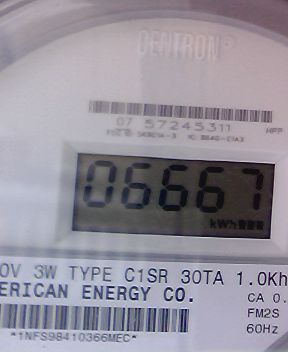 CENTRON®
07 57245311
06667
kWh
0V 3W TYPE C1SR 30TA 1.0Kh
ERICAN ENERGY CO.
CA 0.
FM2S
60Hz
*1NFS98410366MEC*